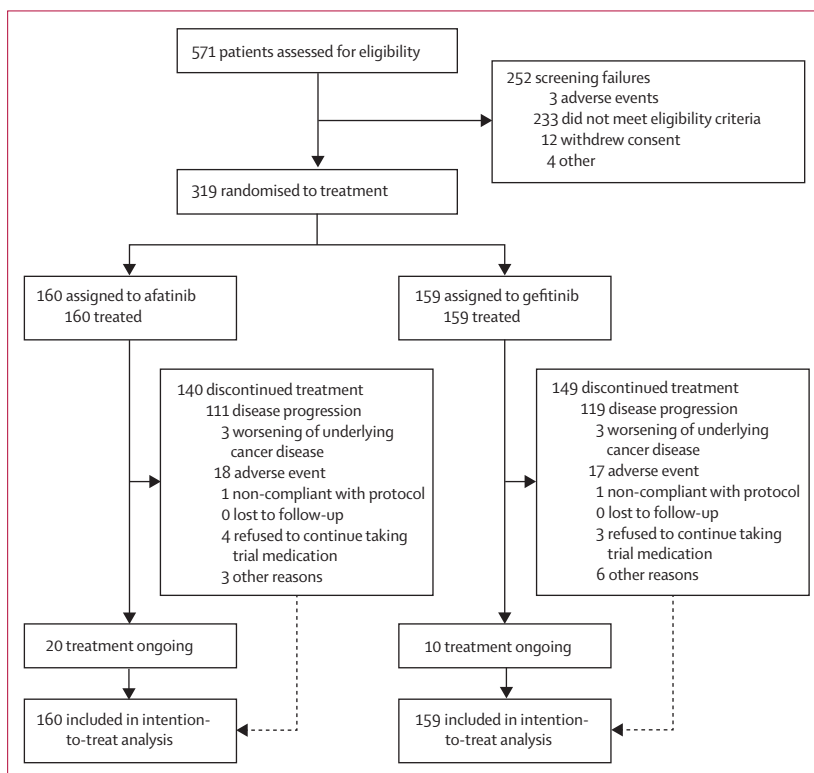 571 patients assessed for eligibility
252 screening failures
3 adverse events
233 did not meet eligibility criteria
12 withdrew consent
4 other
319 randomised to treatment
160 assigned to afatinib
160 treated
159 assigned to gefitinib
159 treated
140 discontinued treatment
111 disease progression
3 worsening of underlying
cancer disease
18 adverse event
1 non-compliant with protocol
0 lost to follow-up
4 refused to continue taking
trial medication
3 other reasons
149 discontinued treatment
119 disease progression
3 worsening of underlying
cancer disease
17 adverse event
1 non-compliant with protocol
0 lost to follow-up
3 refused to continue taking
trial medication
6 other reasons
20 treatment ongoing
10 treatment ongoing
160 included in intention-
to-treat analysis
159 included in intention-
to-treat analysis